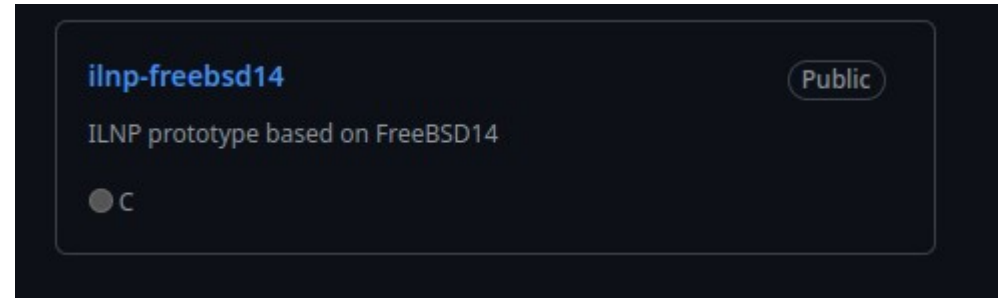 ilnp-freebsd14
Public
ILNP prototype based on FreeBSD14
C